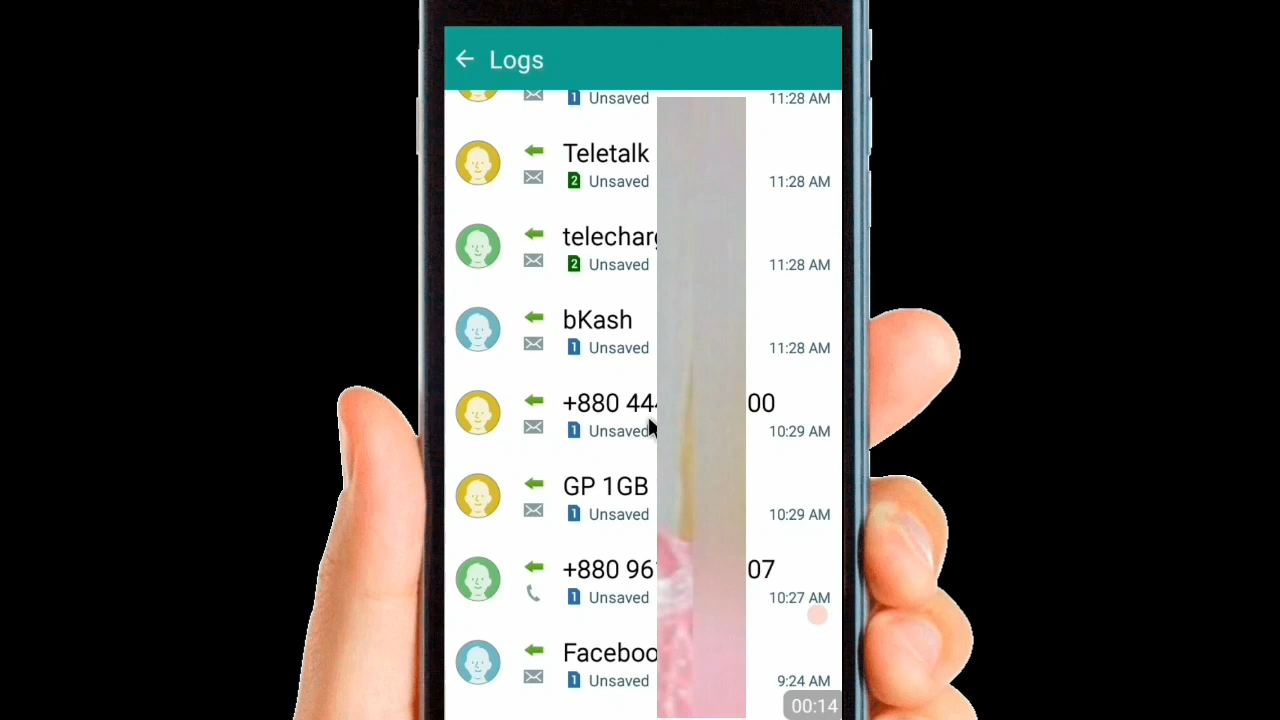 Logs
1 Unsaved 11:28 AM
Teletalk
2 Unsaved 11:28 AM
telecharg
2 Unsaved 11:28 AM
bKash
1 Unsaved 11:28 AM
+880 44 00
1 Unsaved 10:29 AM
GP 1GB
1 Unsaved 10:29 AM
+880 96 07
1 Unsaved 10:27 AM
Faceboo
1 Unsaved 9:24 AM
00:14